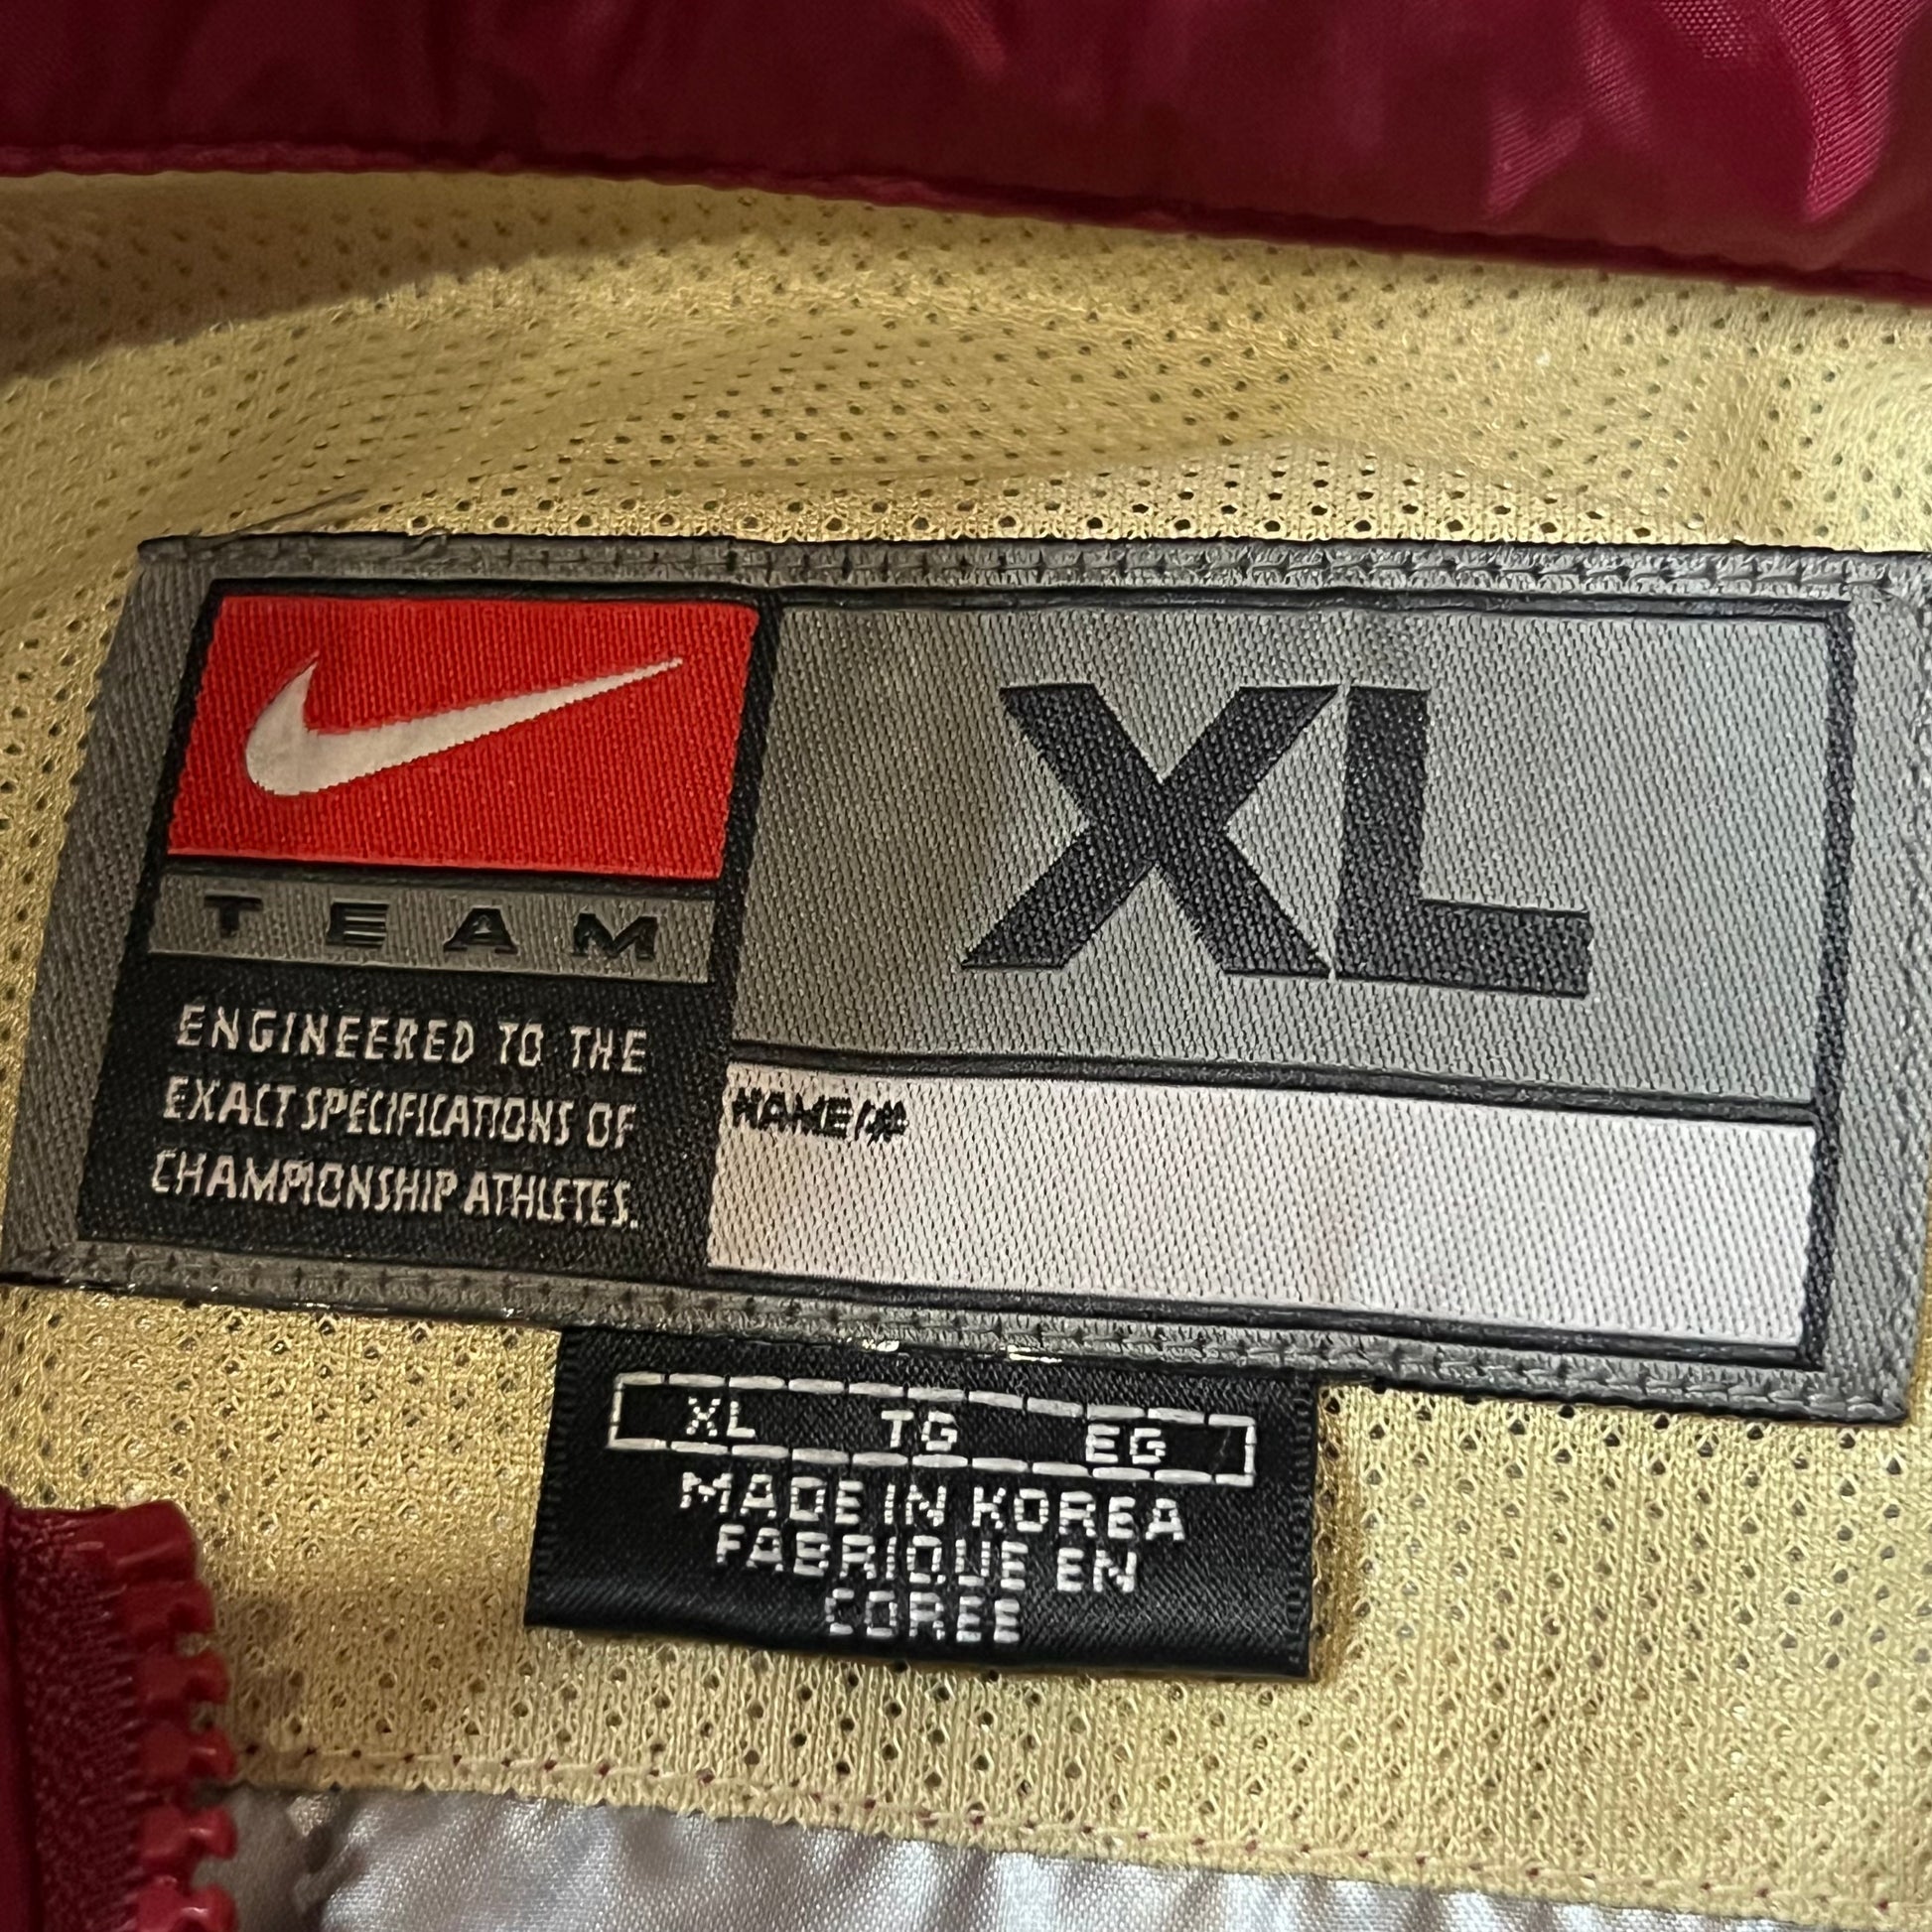 XL
TEAM
ENGINEERED TO THE
EXACT SPECIFICATIONS OF
CHAMPIONSHIP ATHLETES.
NAME/#
XL TG EG
MADE IN KOREA
FABRIQUE EN
COREE